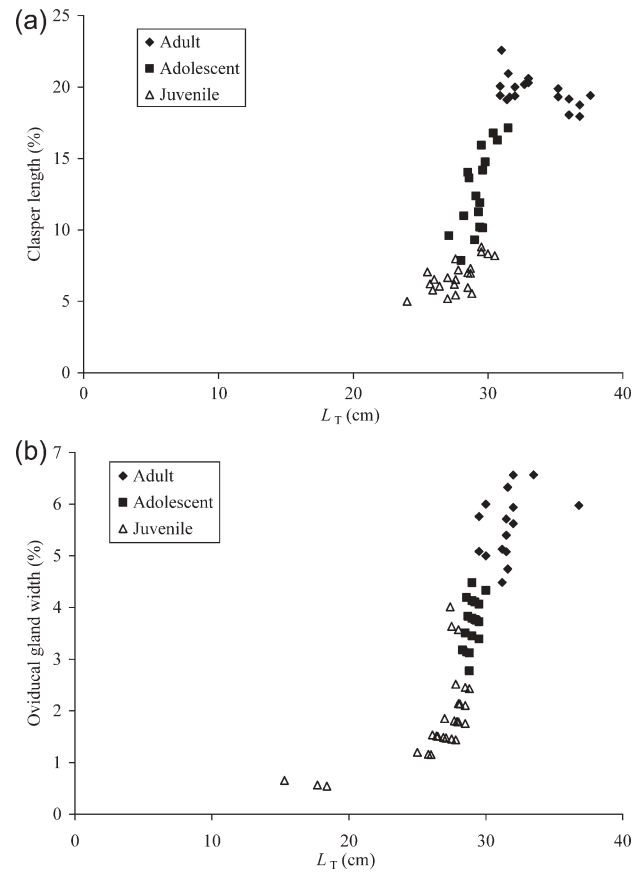 (a)
25
20
15
10
5
0
Clasper length (%)
Adult
Adolescent
Juvenile
0 10 20 30 40
L T (cm)
(b)
7
6
5
4
3
2
1
0
Oviducal gland width (%)
Adult
Adolescent
Juvenile
0 10 20 30 40
L T (cm)